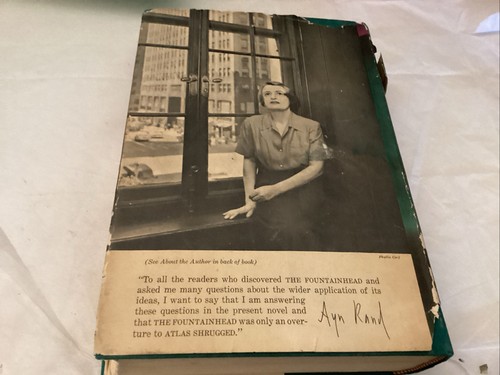 (See About the Author in back of book)
Phyllis Cerf
"To all the readers who discovered THE FOUNTAINHEAD and
asked me many questions about the wider application of its
ideas, I want to say that I am answering
these questions in the present novel and
that THE FOUNTAINHEAD was only an over-
ture to ATLAS SHRUGGED."
Ayn Rand